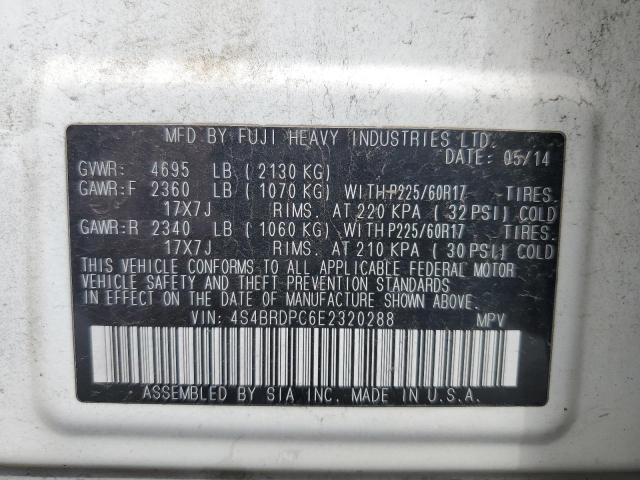 MFD BY FUJI HEAVY INDUSTRIES LTD.
DATE: 05/14
GVWR: 4695 LB (2130 KG)
GAWR:F 2360 LB (1070 KG) WITH P225/60R17 TIRES.
17X7J RIMS. AT 220 KPA (32 PSI) COLD
GAWR:R 2340 LB (1060 KG) WITH P225/60R17 TIRES.
17X7J RIMS. AT 210 KPA (30 PSI) COLD
THIS VEHICLE CONFORMS TO ALL APPLICABLE FEDERAL MOTOR
VEHICLE SAFETY AND THEFT PREVENTION STANDARDS
IN EFFECT ON THE DATE OF MANUFACTURE SHOWN ABOVE.
VIN: 4S4BRDPC6E2320288 MPV
ASSEMBLED BY SIA INC. MADE IN U.S.A.